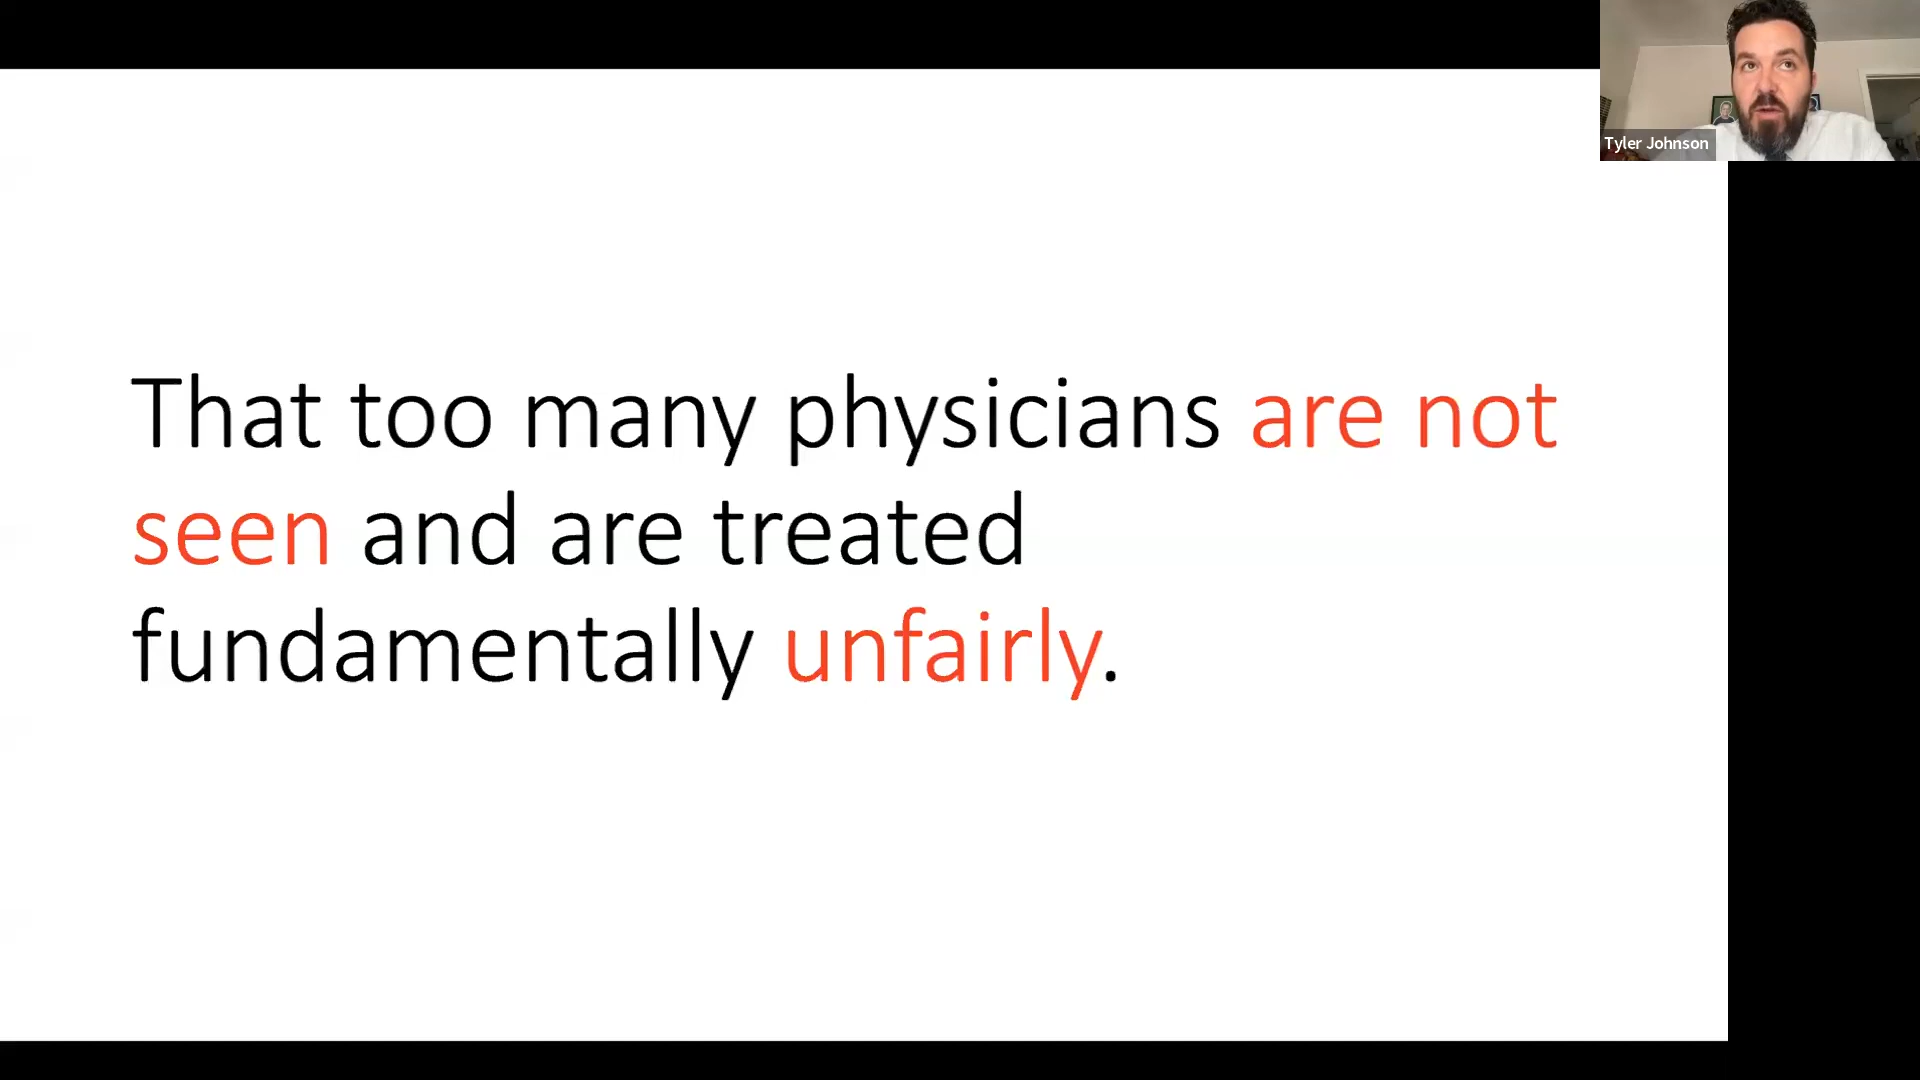 That too many physicians are not
seen and are treated
fundamentally unfairly.
Tyler Johnson